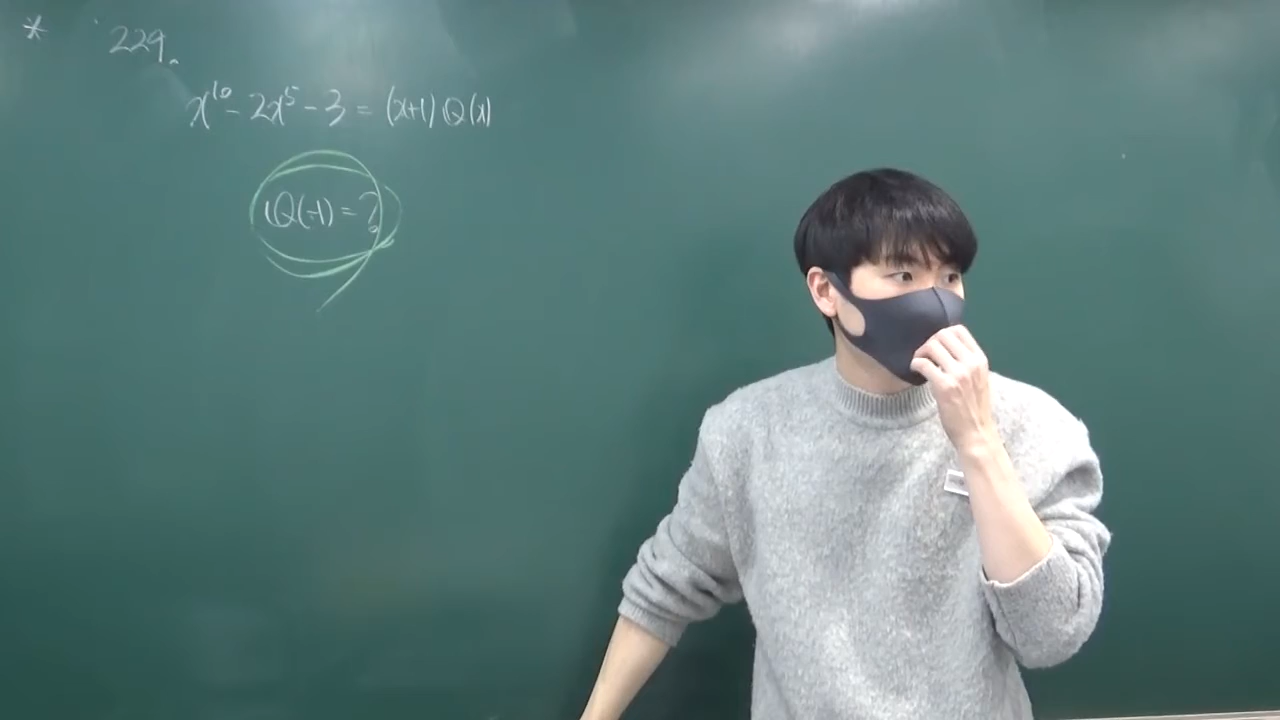 * 229.
x¹⁰ - 2x⁵ - 3 = (x+1) Q(x)
Q(-1) = ?